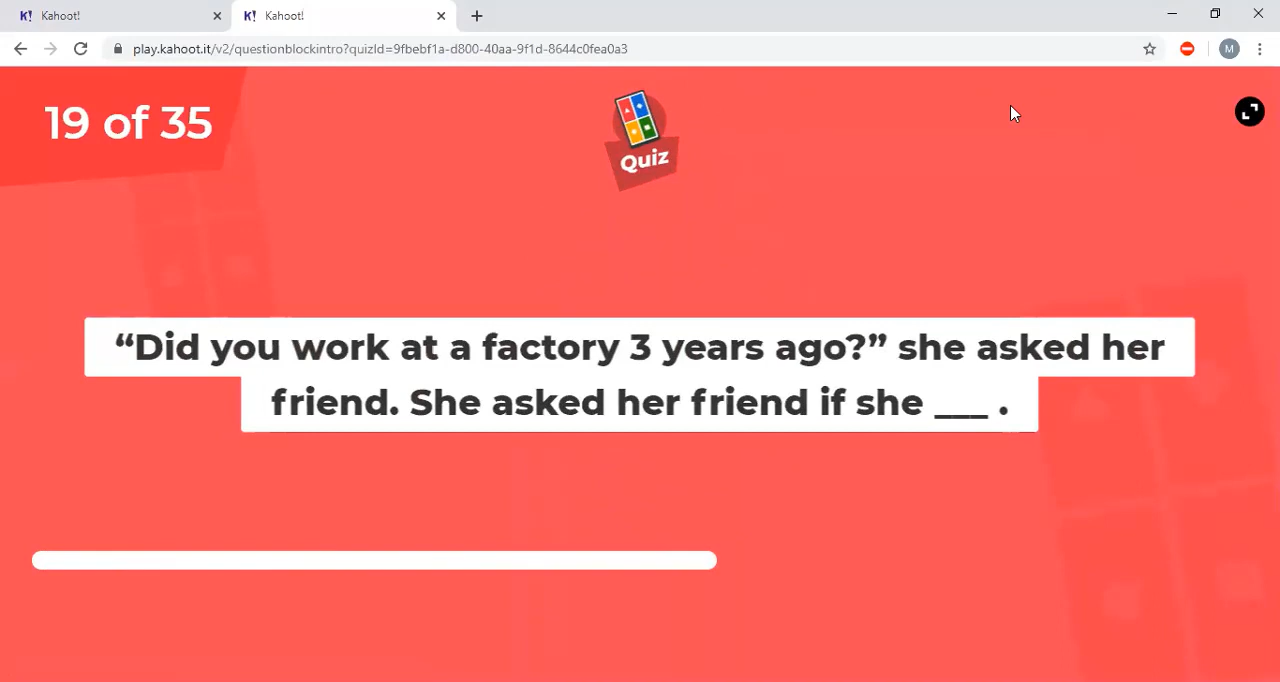 Kahoot!
Kahoot!
play.kahoot.it/v2/questionblockintro?quizId=9fbebf1a-d800-40aa-9f1d-8644c0fea0a3
M
19 of 35
Quiz
“Did you work at a factory 3 years ago?” she asked her
friend. She asked her friend if she ___ .